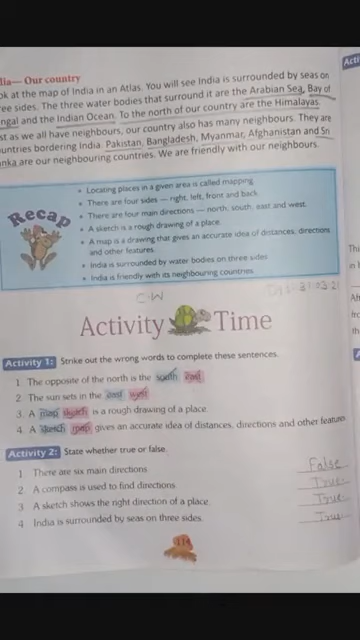 dia— Our country
ok at the map of India in an Atlas. You will see India is surrounded by seas on
ree sides. The three water bodies that surround it are the Arabian Sea, Bay of
ngal and the Indian Ocean. To the north of our country are the Himalayas.
st as we all have neighbours, our country also has many neighbours. They are
untries bordering India. Pakistan, Bangladesh, Myanmar, Afghanistan and Sri
anka are our neighbouring countries. We are friendly with our neighbours.
Recap
• Locating places in a given area is called mapping.
• There are four sides — right, left, front and back.
• There are four main directions — north, south, east and west.
• A sketch is a rough drawing of a place.
• A map is a drawing that gives an accurate idea of distances, directions
and other features.
• India is surrounded by water bodies on three sides.
• India is friendly with its neighbouring countries.
C-W
31.03.21
Activity Time
Activity 1: Strike out the wrong words to complete these sentences.
1. The opposite of the north is the south east
2. The sun sets in the east west
3. A map sketch is a rough drawing of a place.
4. A sketch map gives an accurate idea of distances, directions and other features
Activity 2: State whether true or false.
1 There are six main directions. False
2. A compass is used to find directions. True
3 A sketch shows the right direction of a place. True
4 India is surrounded by seas on three sides. True
Acti
Thi
in l
Af
fro
th
A